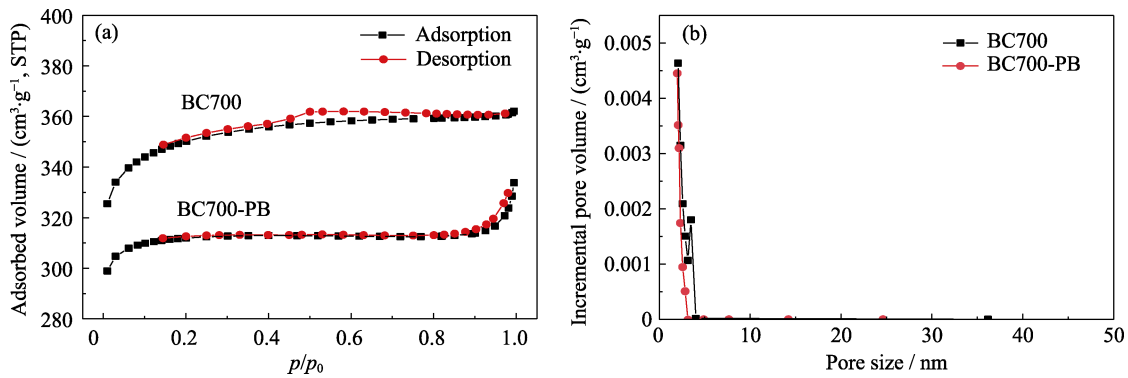 (a)
Adsorption
Desorption
BC700
BC700-PB
Adsorbed volume / (cm³·g⁻¹, STP)
400
380
360
340
320
300
280
0
0.2
0.4
0.6
0.8
1.0
p/p₀
(b)
BC700
BC700-PB
Incremental pore volume / (cm³·g⁻¹)
0.005
0.004
0.003
0.002
0.001
0
0
10
20
30
40
50
Pore size / nm